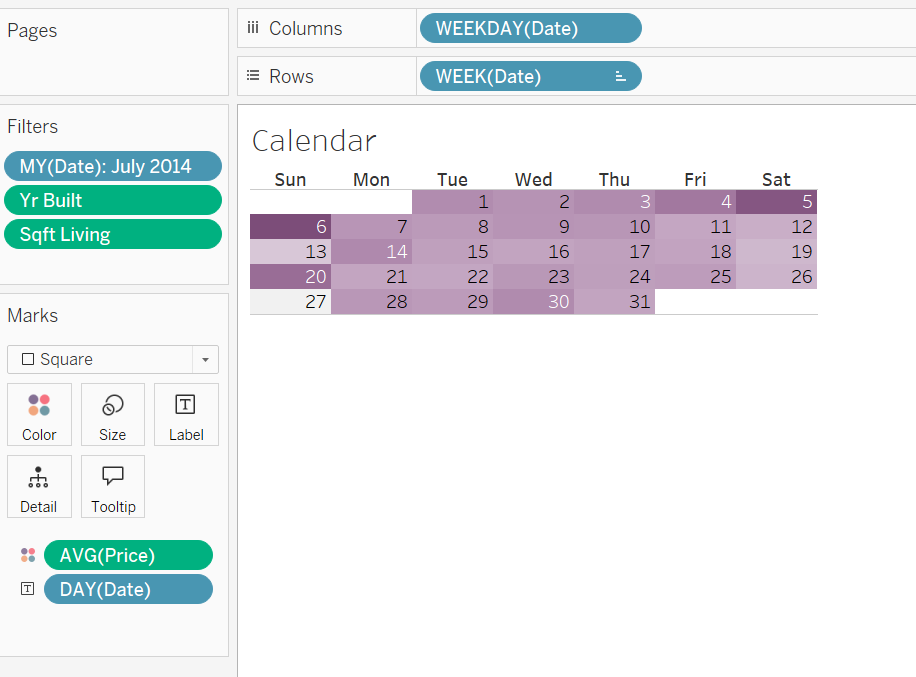 Pages
Filters
MY(Date): July 2014
Yr Built
Sqft Living
Marks
Square
Color Size Label
Detail Tooltip
AVG(Price)
DAY(Date)
Columns WEEKDAY(Date)
Rows WEEK(Date)
Calendar
Sun Mon Tue Wed Thu Fri Sat
1 2 3 4 5
6 7 8 9 10 11 12
13 14 15 16 17 18 19
20 21 22 23 24 25 26
27 28 29 30 31